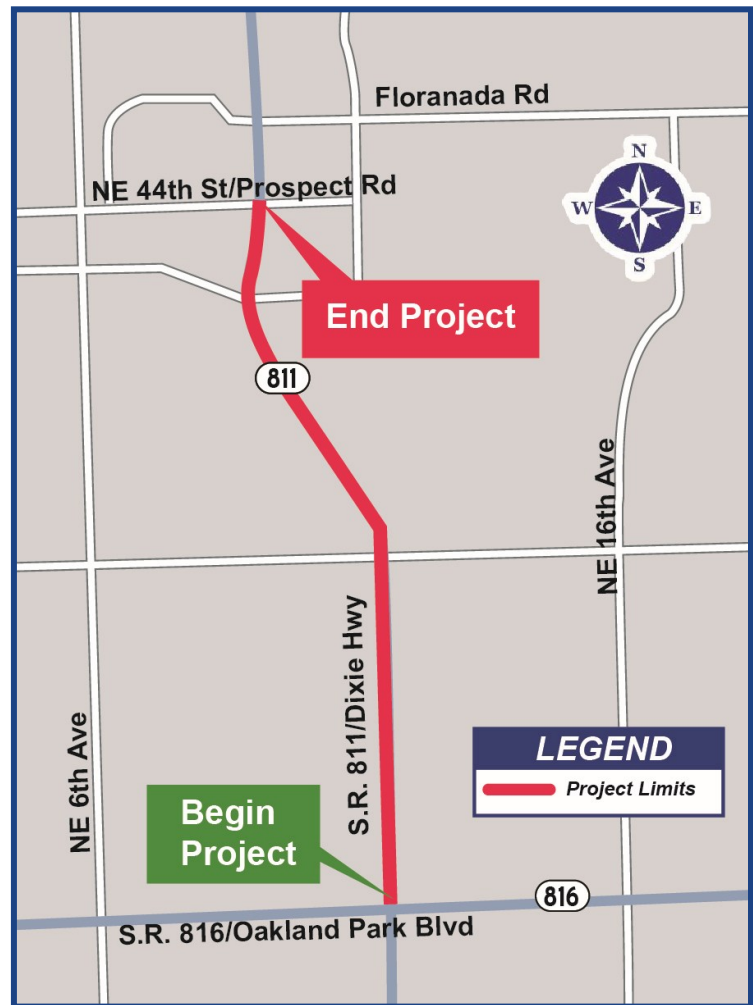 Floranada Rd
N
NE 44th St/Prospect Rd
W
E
S
End Project
811
NE 16th Ave
S.R. 811/Dixie Hwy
NE 6th Ave
LEGEND
Project Limits
Begin
Project
816
S.R. 816/Oakland Park Blvd